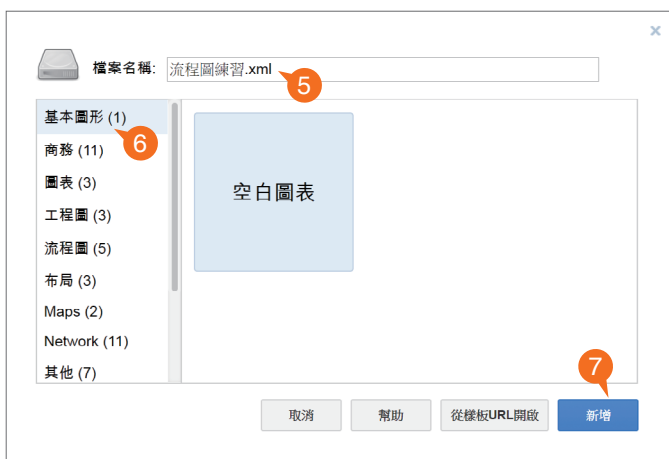 ×
檔案名稱: 流程圖練習.xml
5
基本圖形 (1)
6
商務 (11)
圖表 (3)
工程圖 (3)
流程圖 (5)
布局 (3)
Maps (2)
Network (11)
其他 (7)
空白圖表
7
取消 幫助 從樣板URL開啟 新增